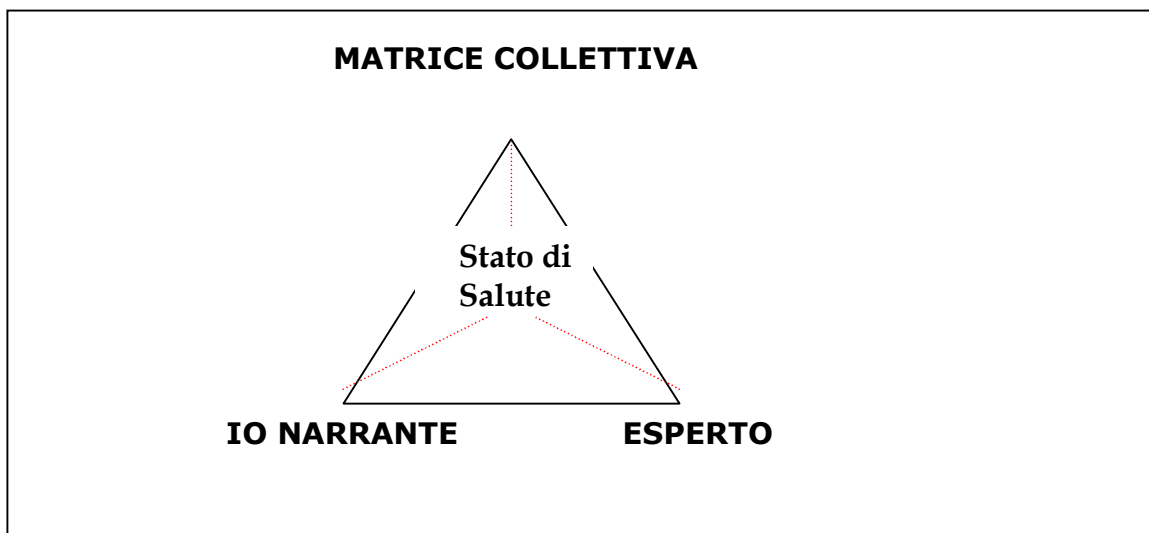 MATRICE COLLETTIVA
Stato di
Salute
IO NARRANTE
ESPERTO